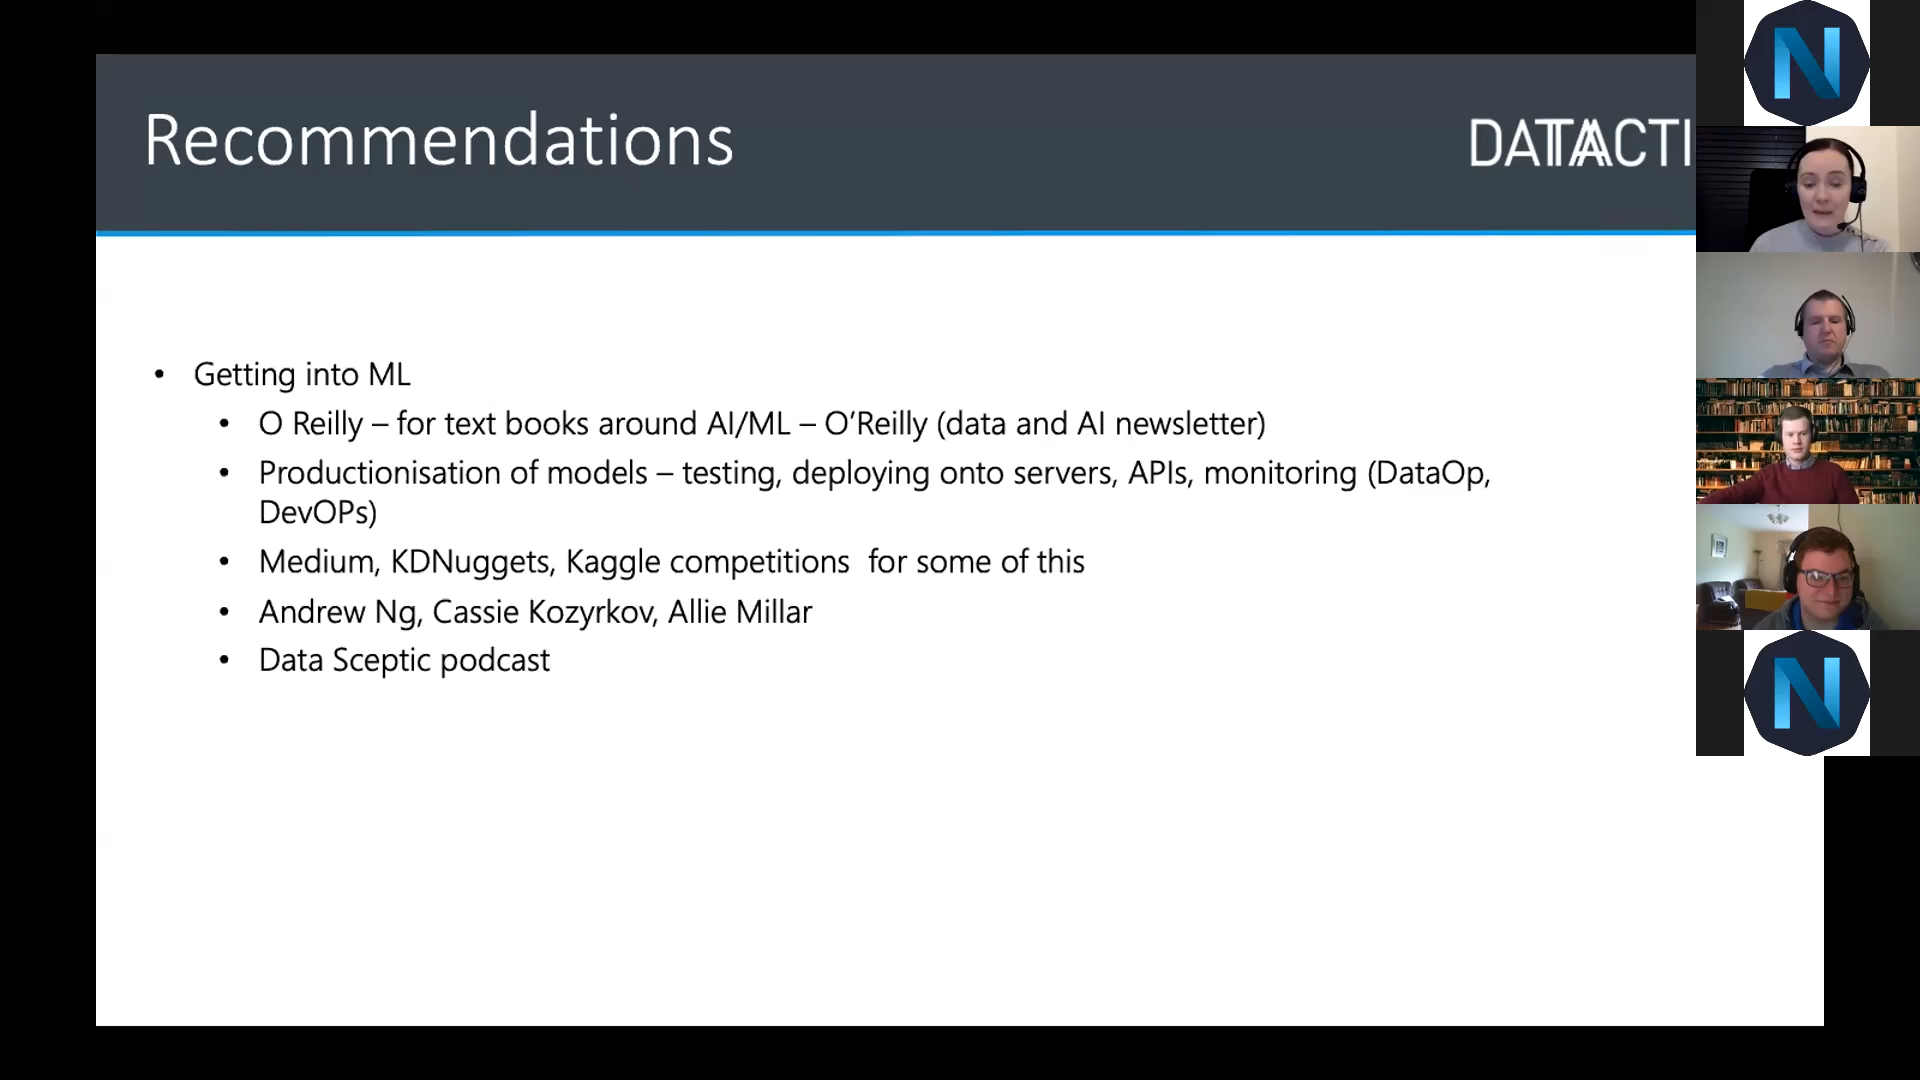 Recommendations
DATACTI
• Getting into ML
• O Reilly – for text books around AI/ML – O’Reilly (data and AI newsletter)
• Productionisation of models – testing, deploying onto servers, APIs, monitoring (DataOp,
DevOPs)
• Medium, KDNuggets, Kaggle competitions  for some of this
• Andrew Ng, Cassie Kozyrkov, Allie Millar
• Data Sceptic podcast
N
N